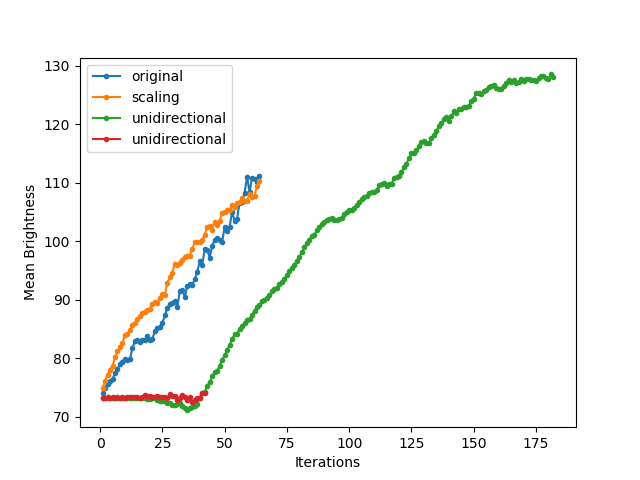 original
scaling
unidirectional
unidirectional
130
120
110
100
90
80
70
Mean Brightness
0 25 50 75 100 125 150 175
Iterations